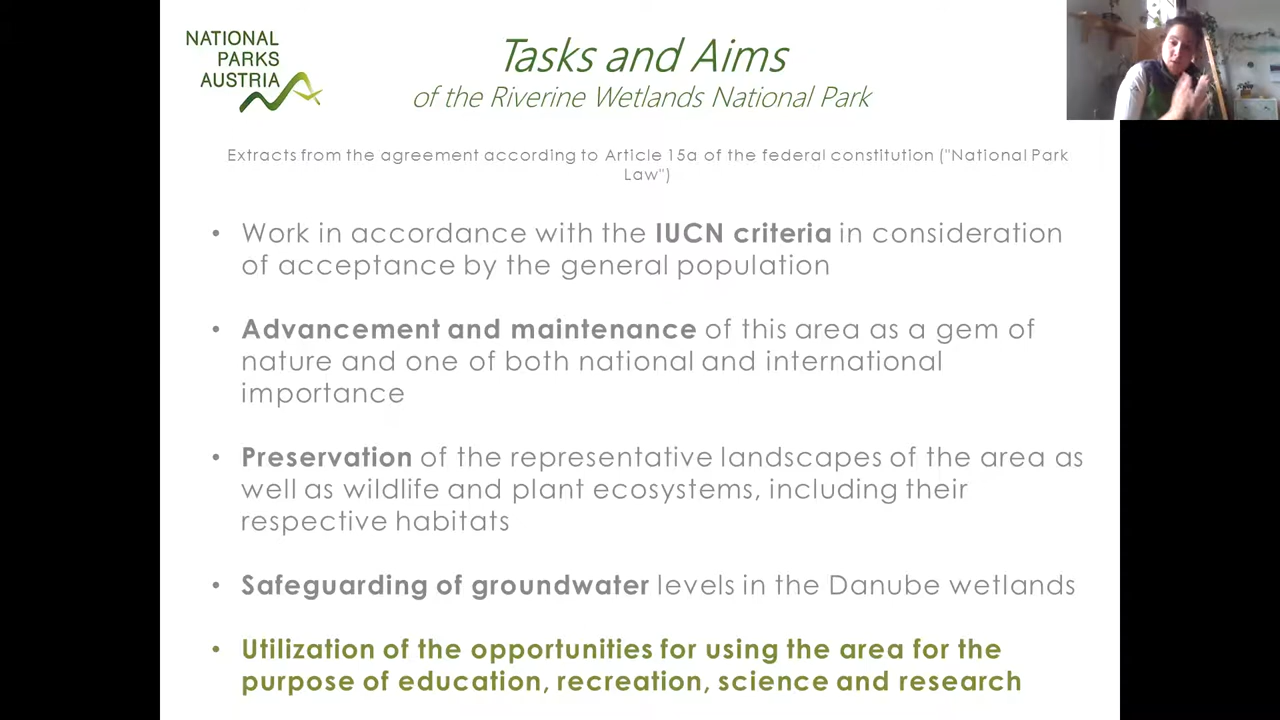 NATIONAL
PARKS
AUSTRIA
Tasks and Aims
of the Riverine Wetlands National Park
Extracts from the agreement according to Article 15a of the federal constitution ("National Park
Law")
• Work in accordance with the IUCN criteria in consideration
of acceptance by the general population
• Advancement and maintenance of this area as a gem of
nature and one of both national and international
importance
• Preservation of the representative landscapes of the area as
well as wildlife and plant ecosystems, including their
respective habitats
• Safeguarding of groundwater levels in the Danube wetlands
• Utilization of the opportunities for using the area for the
purpose of education, recreation, science and research